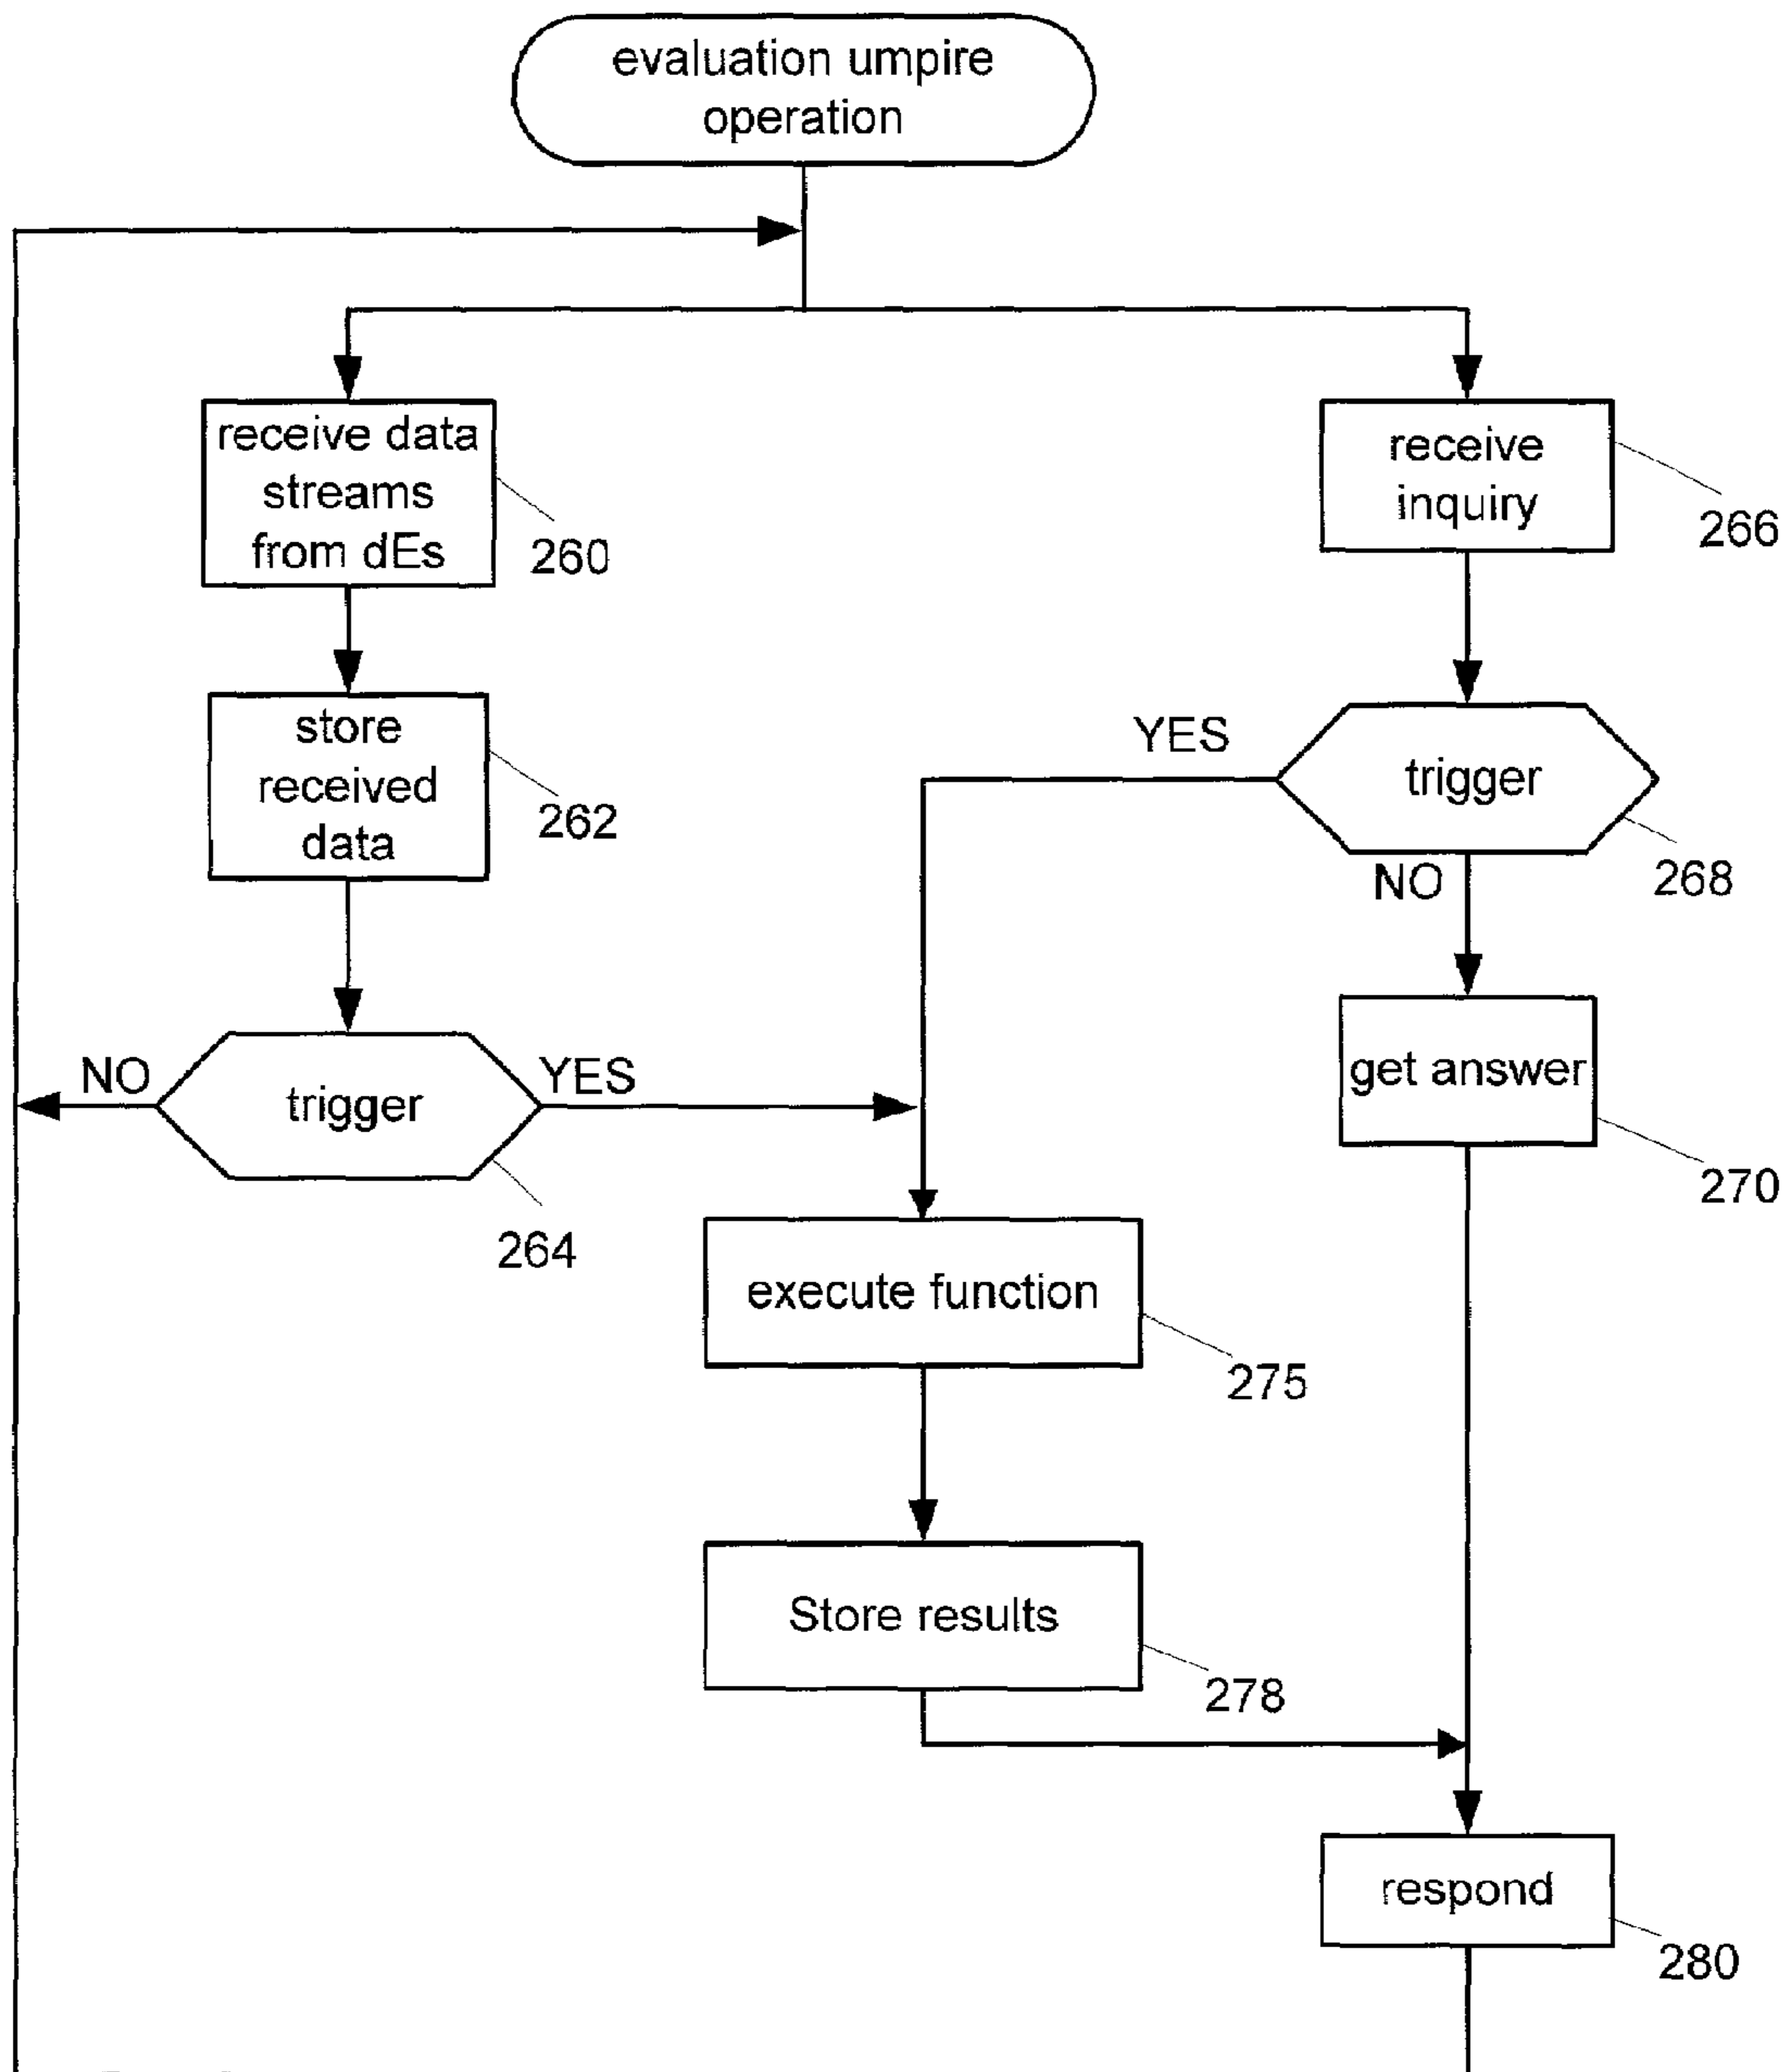 evaluation umpire
operation
receive data
streams
from dEs
260
receive
inquiry
266
store
received
data
262
YES
trigger
268
NO
NO
trigger
YES
264
get answer
270
execute function
275
Store results
278
respond
280